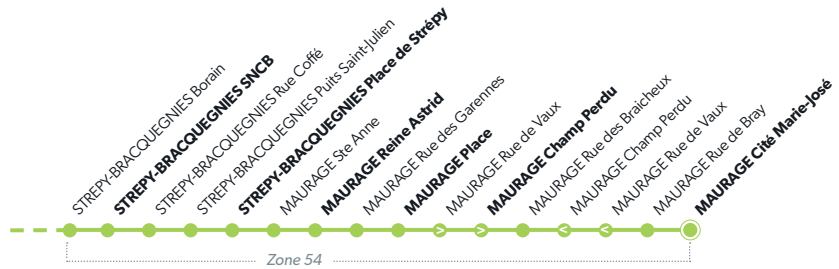 STREPY-BRACQUEGNIES Borain
STREPY-BRACQUEGNIES SNCB
STREPY-BRACQUEGNIES Rue Coffé
STREPY-BRACQUEGNIES Puits Saint-Julien
STREPY-BRACQUEGNIES Place de Strépy
MAURAGE Ste Anne
MAURAGE Reine Astrid
MAURAGE Rue des Garennes
MAURAGE Place
MAURAGE Rue de Vaux
MAURAGE Champ Perdu
MAURAGE Rue des Braicheux
MAURAGE Champ Perdu
MAURAGE Rue de Vaux
MAURAGE Rue de Bray
MAURAGE Cité Marie-José
Zone 54